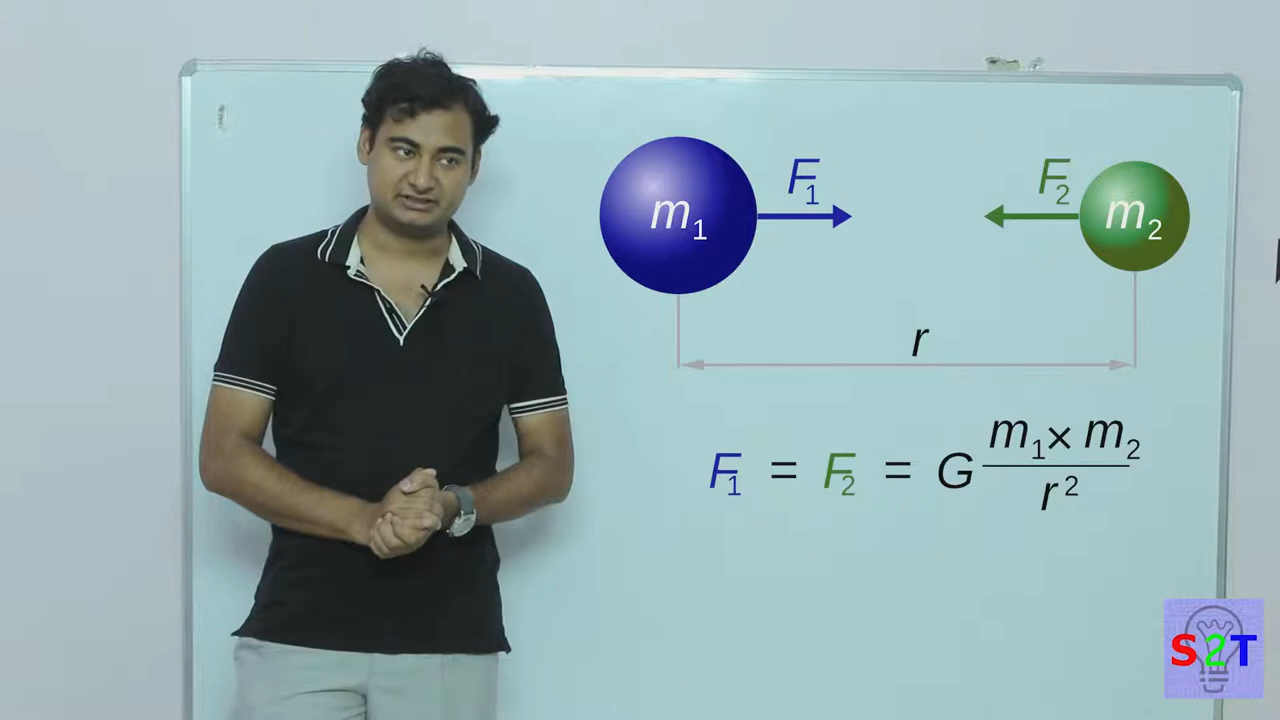 F₁ F₂
m₁ m₂
r
F₁ = F₂ = G (m₁ × m₂) / r²
S2T